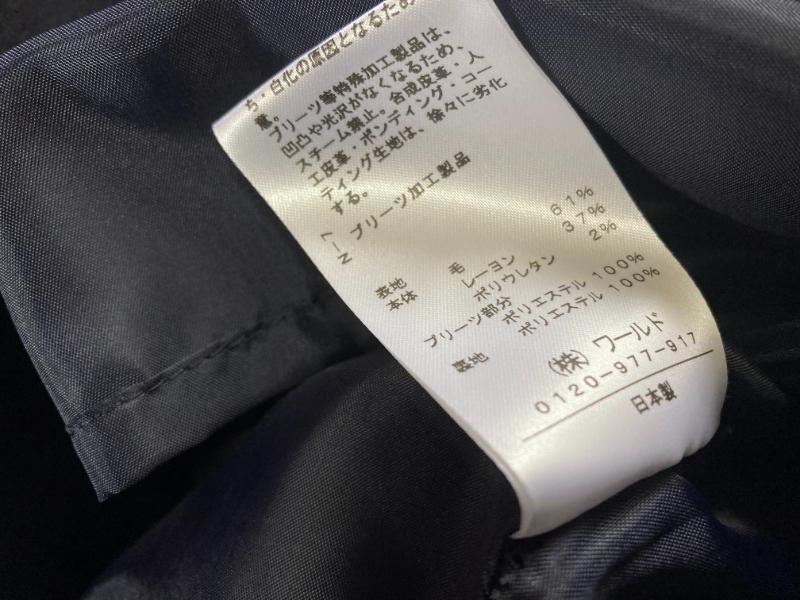 ち・白化の原因となるため
意。
プリーツ等特殊加工製品は、
凹凸や光沢がなくなるため、
スチーム禁止。合成皮革・人
工皮革・ボンディング・コー
ティング生地は、徐々に劣化
する。
プリーツ加工製品
表地 毛 61%
本体 レーヨン 37%
ポリウレタン 2%
プリーツ部分
ポリエステル 100%
裏地 ポリエステル 100%
(株) ワールド
0120-977-917
日本製